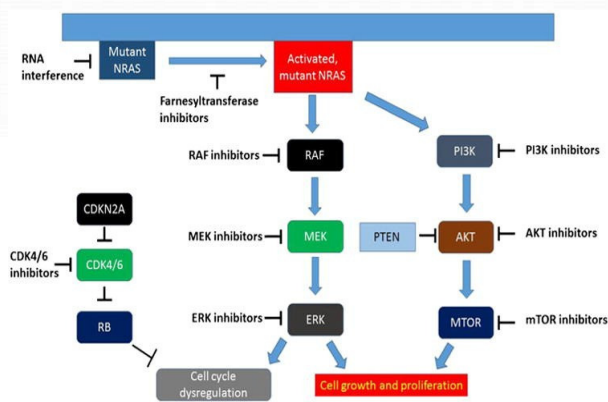 RNA
interference
Mutant
NRAS
Activated,
mutant NRAS
Farnesyltransferase
inhibitors
RAF inhibitors
RAF
PI3K
PI3K inhibitors
CDKN2A
MEK inhibitors
MEK
PTEN
AKT
AKT inhibitors
CDK4/6
inhibitors
CDK4/6
ERK inhibitors
ERK
MTOR
mTOR inhibitors
RB
Cell cycle
dysregulation
Cell growth and proliferation